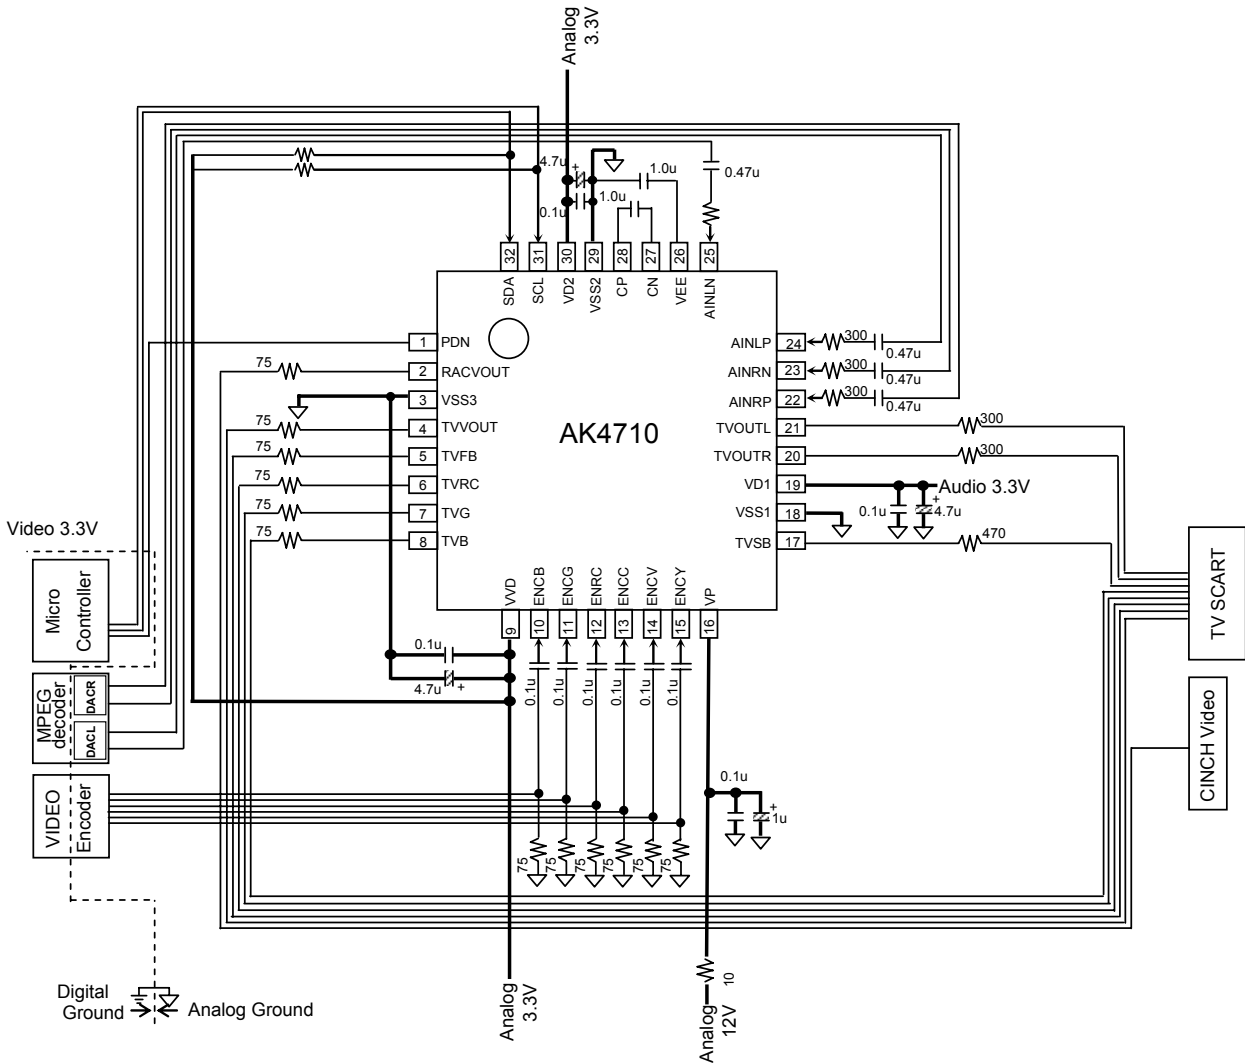 Analog
3.3V
4.7u
+
0.1u
1.0u
1.0u
0.47u
32
31
30
29
28
27
26
25
SDA
SCL
VD2
VSS2
CP
CN
VEE
AINLN
1 PDN
75
2 RACVOUT
3 VSS3
75
4 TVVOUT
75
5 TVFB
75
6 TVRC
75
7 TVG
75
8 TVB
AK4710
AINLP 24
300
0.47u
AINRN 23
300
0.47u
AINRP 22
300
0.47u
TVOUTL 21
300
TVOUTR 20
300
VD1 19
Audio 3.3V
0.1u
+
4.7u
VSS1 18
TVSB 17
470
VVD
ENCB
ENCG
ENRC
ENCC
ENCV
ENCY
VP
9
10
11
12
13
14
15
16
Video 3.3V
Micro
Controller
MPEG
decoder
DACR
DACL
VIDEO
Encoder
0.1u
4.7u
+
0.1u
0.1u
0.1u
0.1u
0.1u
0.1u
0.1u
+
1u
75
75
75
75
75
75
TV SCART
CINCH Video
10
Digital
Ground
Analog Ground
Analog
3.3V
Analog
12V